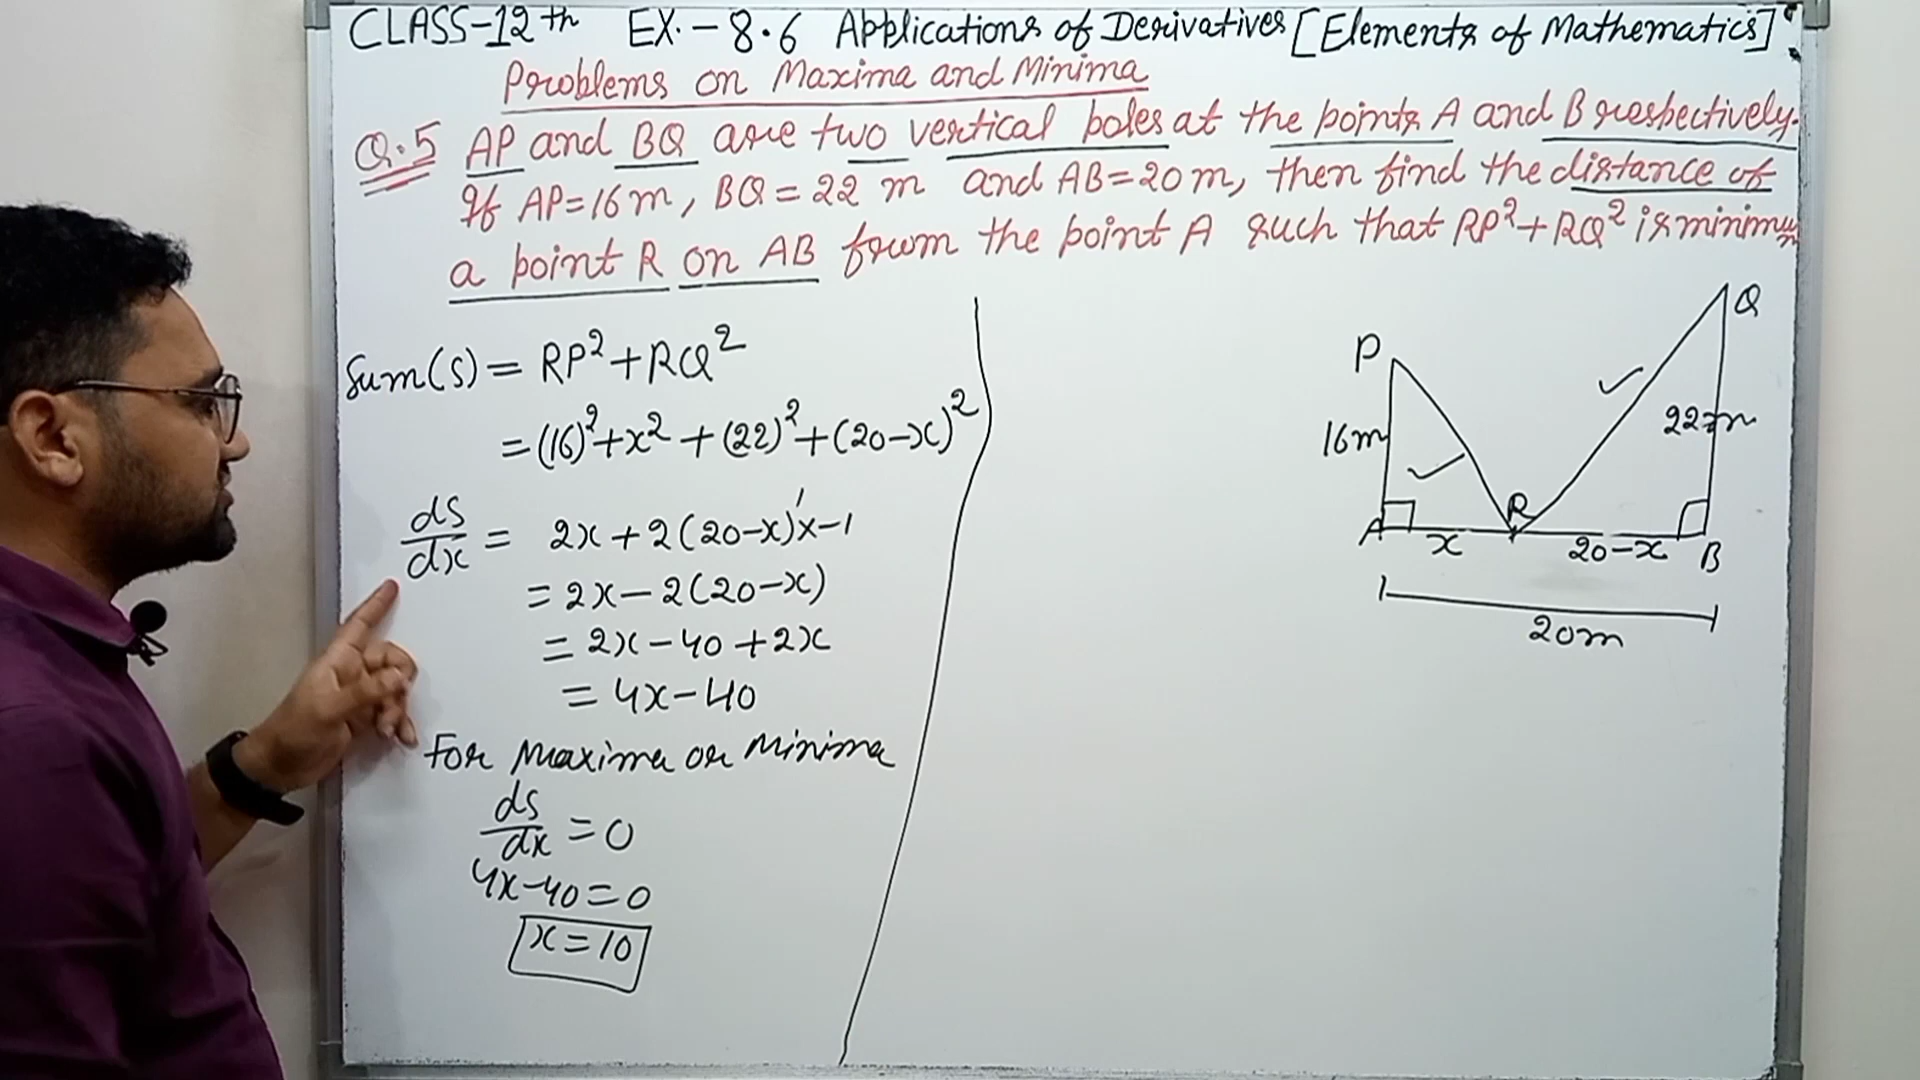 CLASS-12th EX.-8.6 Applications of Derivatives [Elements of Mathematics]
Problems on Maxima and Minima
Q.5 AP and BQ are two vertical poles at the points A and B respectively.
If AP=16m, BQ=22 m and AB=20m, then find the distance of
a point R on AB from the point A such that RP²+RQ² is minimum
Sum(S) = RP²+RQ²
=(16)²+x²+(22)²+(20-x)²
ds/dx = 2x+2(20-x)¹x-1
=2x-2(20-x)
=2x-40+2x
=4x-40
For Maxima or Minima
ds/dx =0
4x-40=0
x=10
Q
P
16m
22m
A
x
R
20-x
B
20m